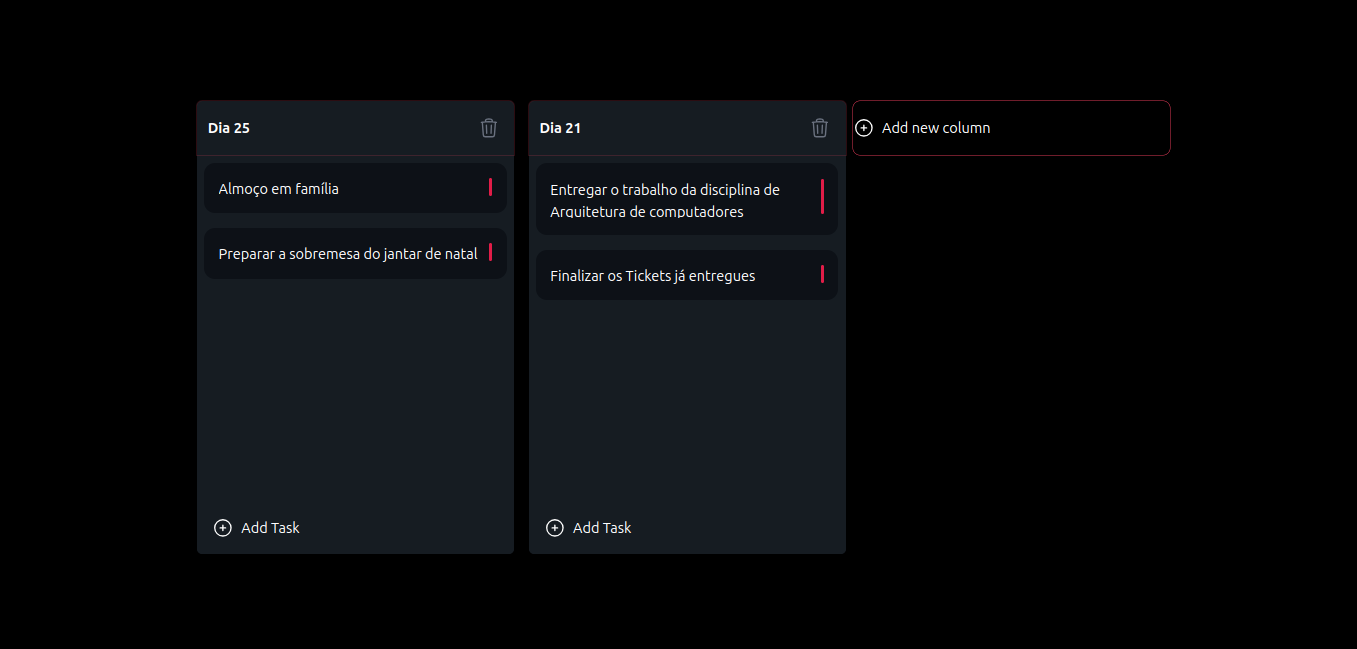 Dia 25
Almoço em família
Preparar a sobremesa do jantar de natal
Add Task
Dia 21
Entregar o trabalho da disciplina de
Arquitetura de computadores
Finalizar os Tickets já entregues
Add Task
Add new column